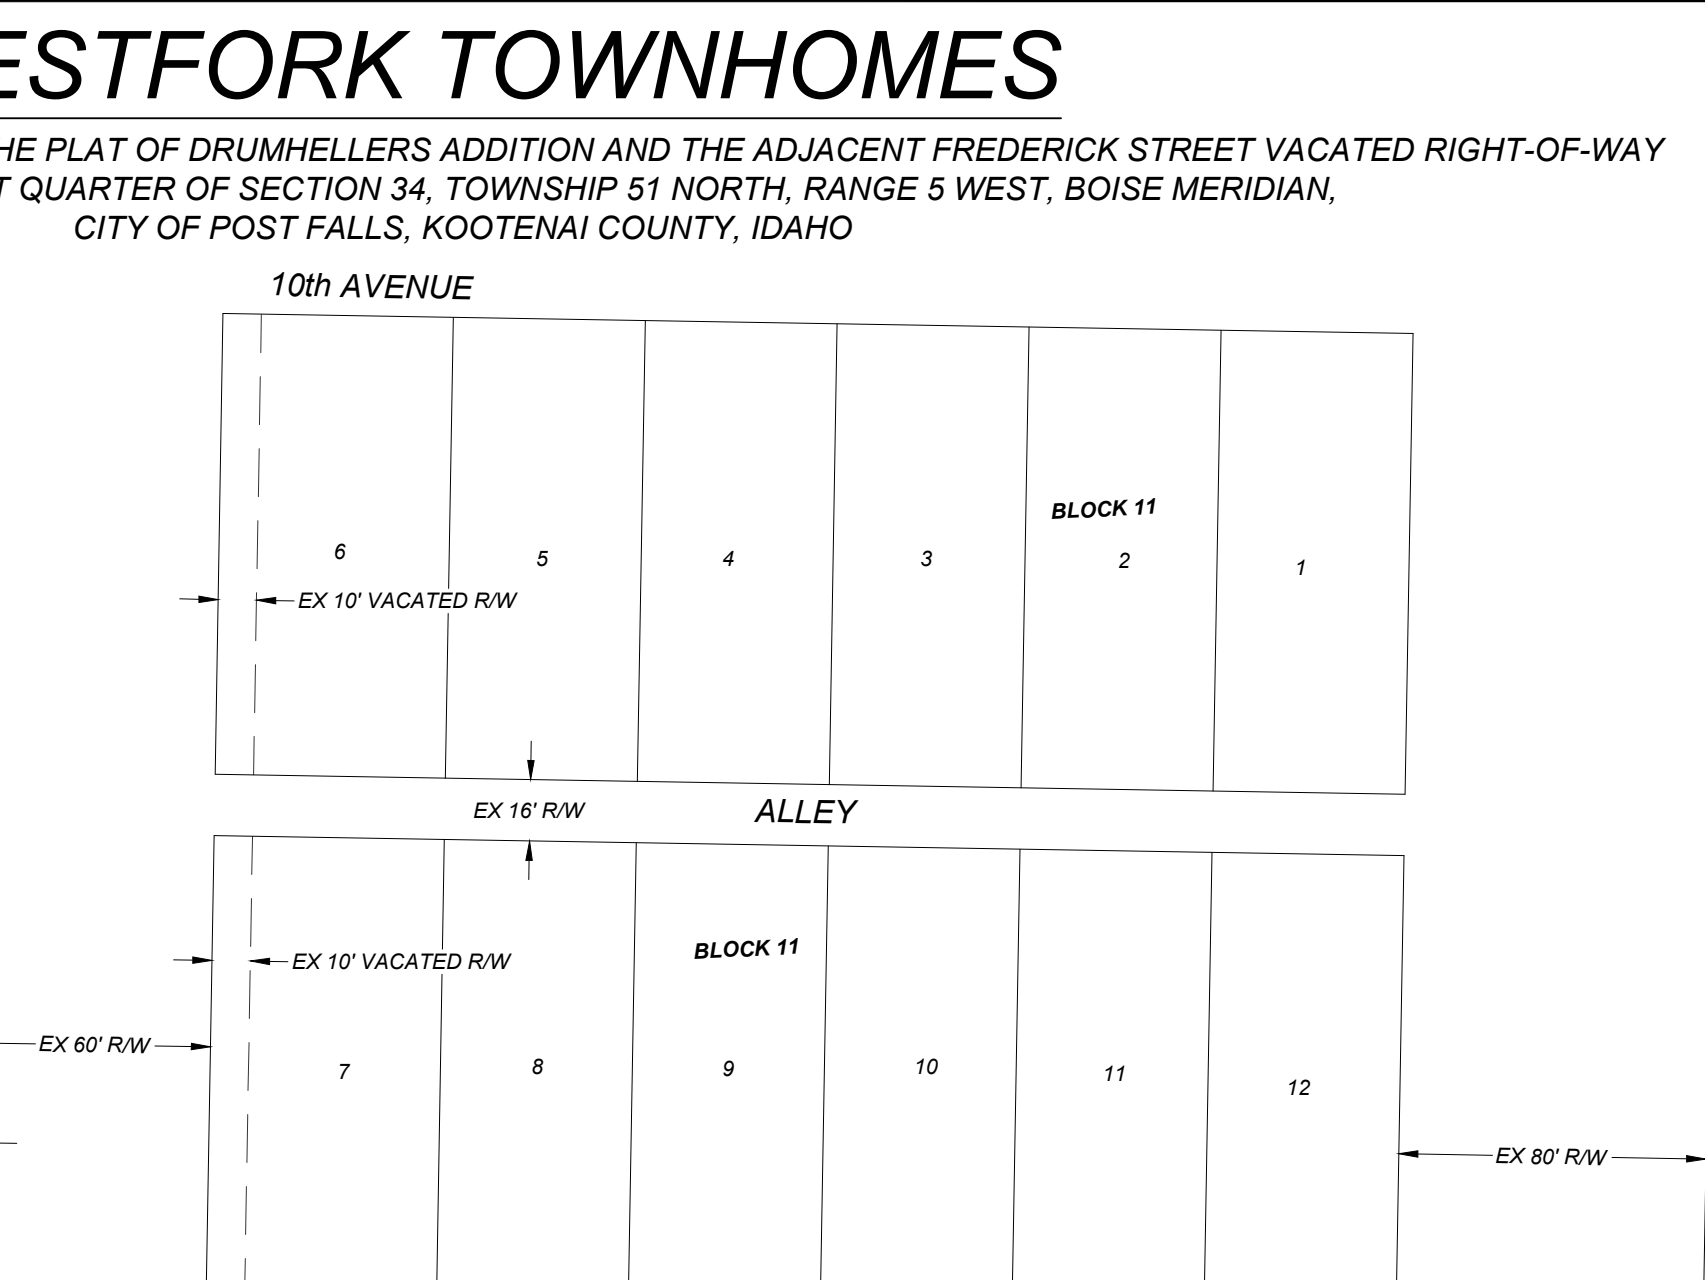 ESTFORK TOWNHOMES
HE PLAT OF DRUMHELLERS ADDITION AND THE ADJACENT FREDERICK STREET VACATED RIGHT-OF-WAY
T QUARTER OF SECTION 34, TOWNSHIP 51 NORTH, RANGE 5 WEST, BOISE MERIDIAN,
CITY OF POST FALLS, KOOTENAI COUNTY, IDAHO
10th AVENUE
BLOCK 11
6
5
4
3
2
1
EX 10' VACATED R/W
EX 16' R/W
ALLEY
BLOCK 11
EX 10' VACATED R/W
EX 60' R/W
7
8
9
10
11
12
EX 80' R/W